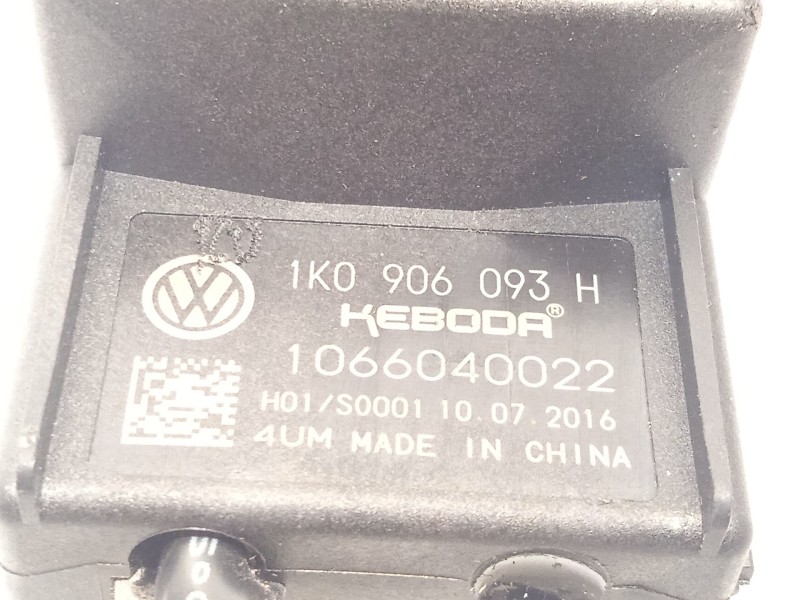 1K0 906 093 H
KEBODA®
1066040022
H01/S0001 10.07.2016
4UM MADE IN CHINA